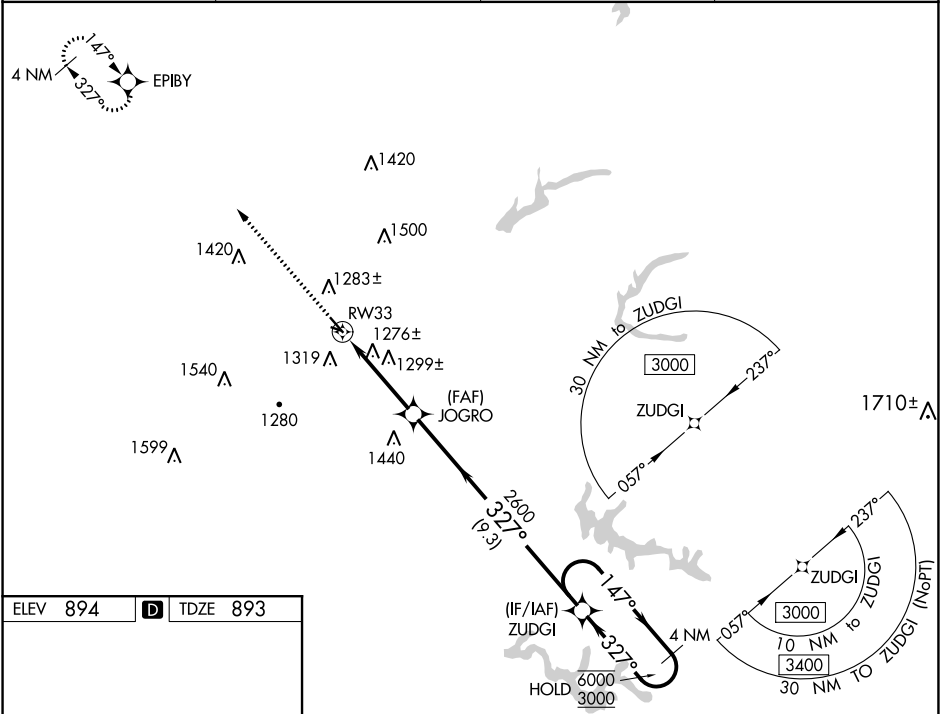 147°
4 NM
327°
EPIBY
1420
1500
1420
1283±
RW33
1276±
1319
1299±
1540
1280
(FAF)
JOGRO
1440
1599
30 NM to ZUDGI
3000
237°
ZUDGI
057°
1710±
2600
327°
(9.3)
237°
ZUDGI
057°
3000
10 NM to ZUDGI
3400
30 NM TO ZUDGI (NoPT)
147°
(IF/IAF)
ZUDGI
4 NM
327°
HOLD 6000
3000
ELEV 894 D TDZE 893